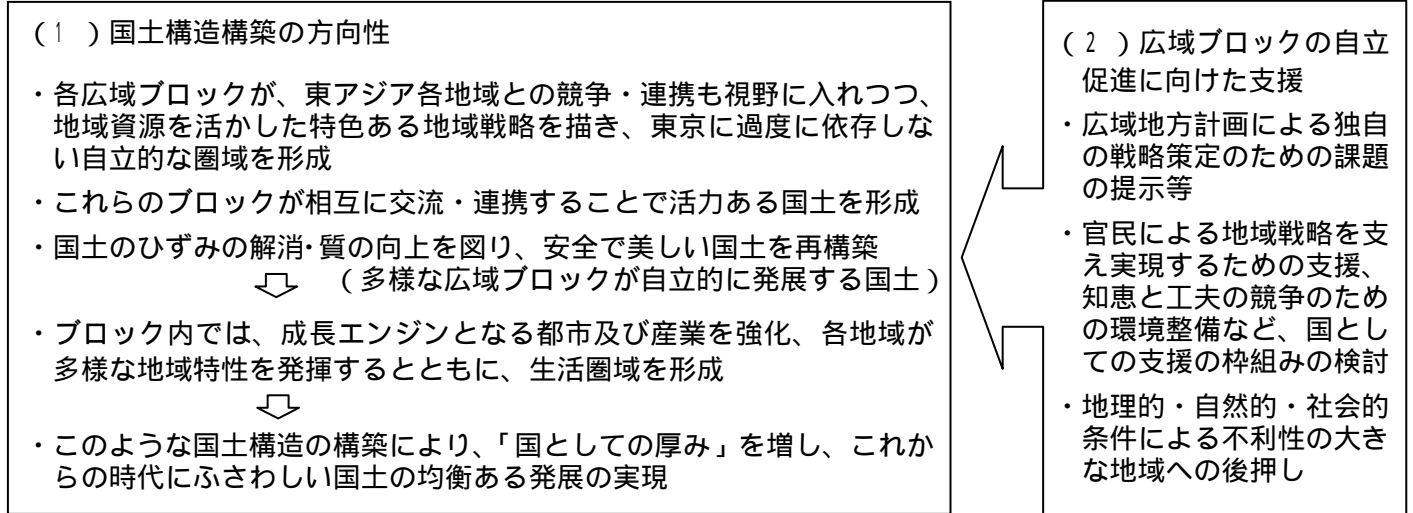 (1 )国土構造構築の方向性
・各広域ブロックが、東アジア各地域との競争・連携も視野に入れつつ、
地域資源を活かした特色ある地域戦略を描き、東京に過度に依存しな
い自立的な圏域を形成
・これらのブロックが相互に交流・連携することで活力ある国土を形成
・国土のひずみの解消・質の向上を図り、安全で美しい国土を再構築
(多様な広域ブロックが自立的に発展する国土)
・ブロック内では、成長エンジンとなる都市及び産業を強化、各地域が
多様な地域特性を発揮するとともに、生活圏域を形成
・このような国土構造の構築により、「国としての厚み」を増し、これか
らの時代にふさわしい国土の均衡ある発展の実現
(2)広域ブロックの自立
促進に向けた支援
・広域地方計画による独自
の戦略策定のための課題
の提示等
・官民による地域戦略を支
え実現するための支援、
知恵と工夫の競争のため
の環境整備など、国とし
ての支援の枠組みの検討
・地理的・自然的・社会的
条件による不利性の大き
な地域への後押し